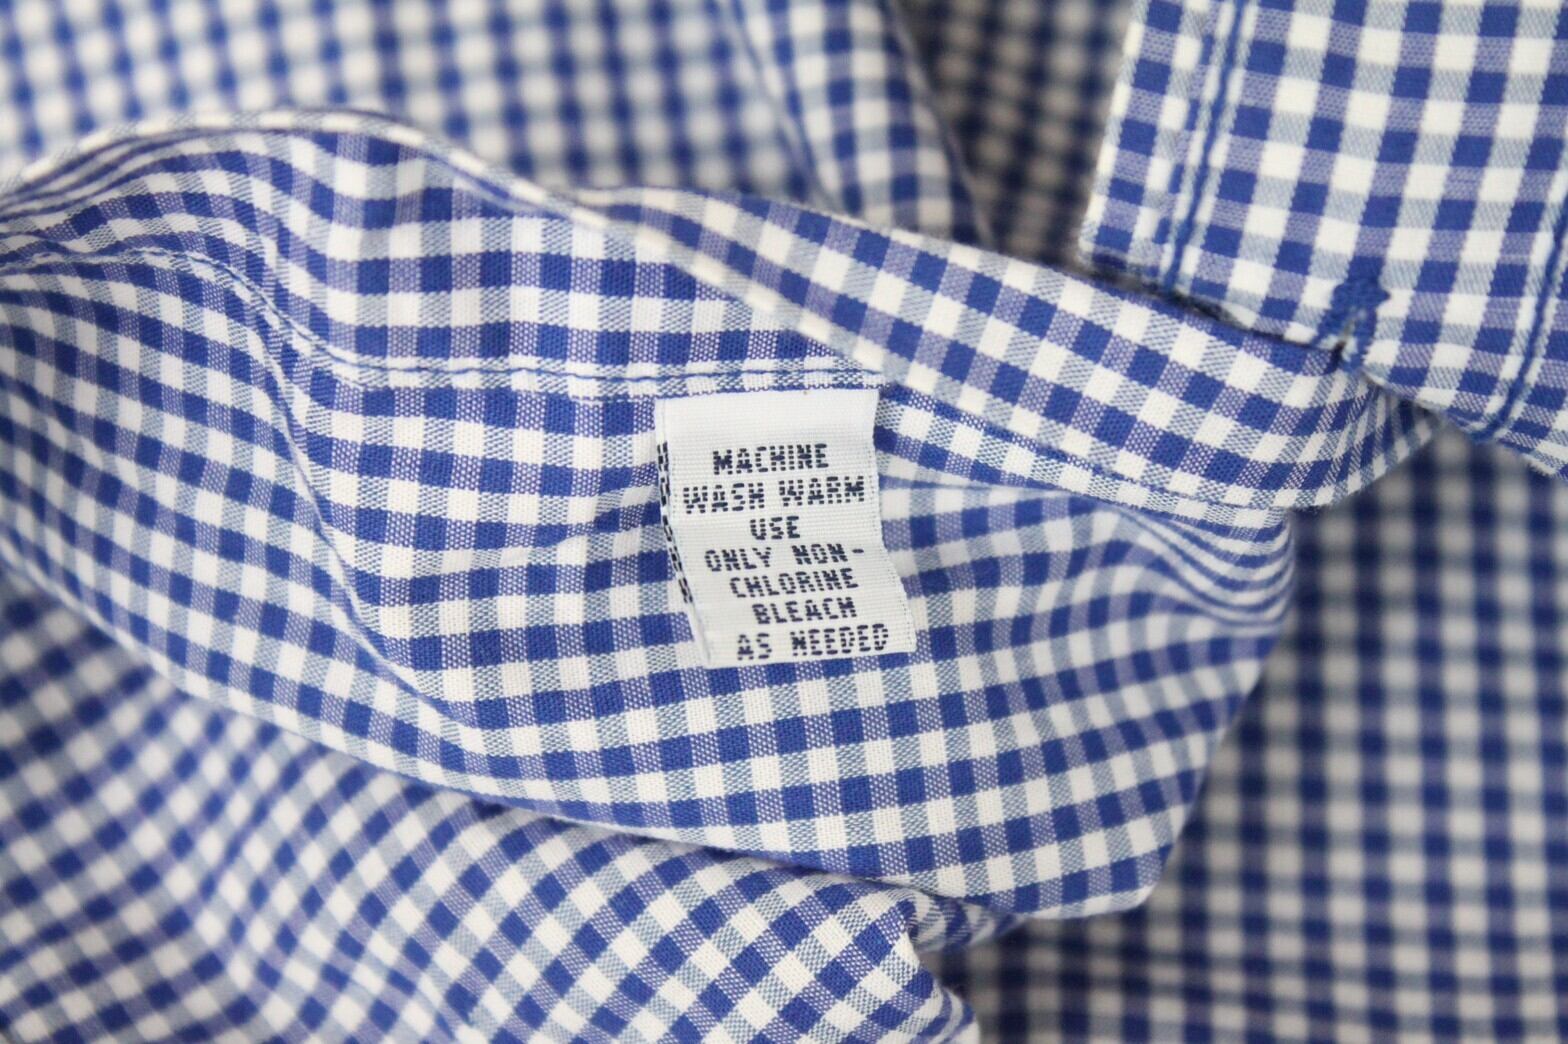 MACHINE
WASH WARM
USE
ONLY NON-
CHLORINE
BLEACH
AS NEEDED